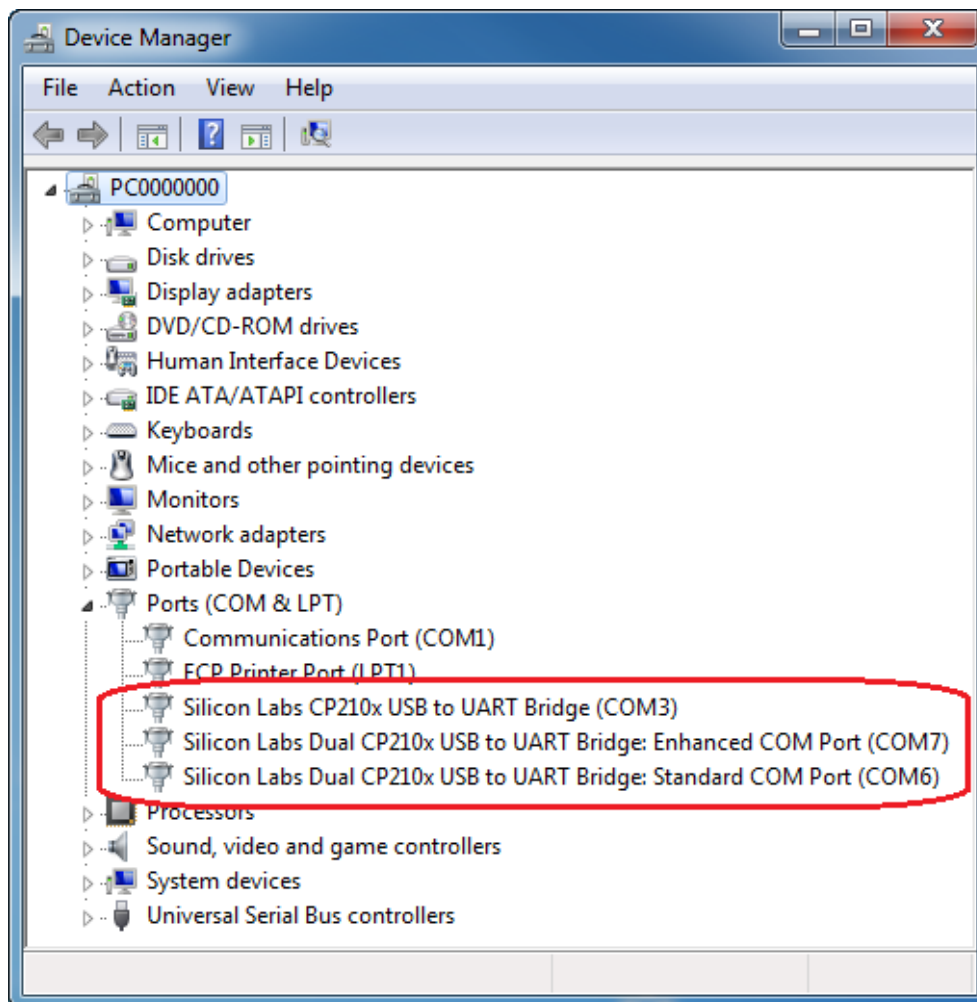 Device Manager
File Action View Help
PC0000000
Computer
Disk drives
Display adapters
DVD/CD-ROM drives
Human Interface Devices
IDE ATA/ATAPI controllers
Keyboards
Mice and other pointing devices
Monitors
Network adapters
Portable Devices
Ports (COM & LPT)
Communications Port (COM1)
ECP Printer Port (LPT1)
Silicon Labs CP210x USB to UART Bridge (COM3)
Silicon Labs Dual CP210x USB to UART Bridge: Enhanced COM Port (COM7)
Silicon Labs Dual CP210x USB to UART Bridge: Standard COM Port (COM6)
Processors
Sound, video and game controllers
System devices
Universal Serial Bus controllers